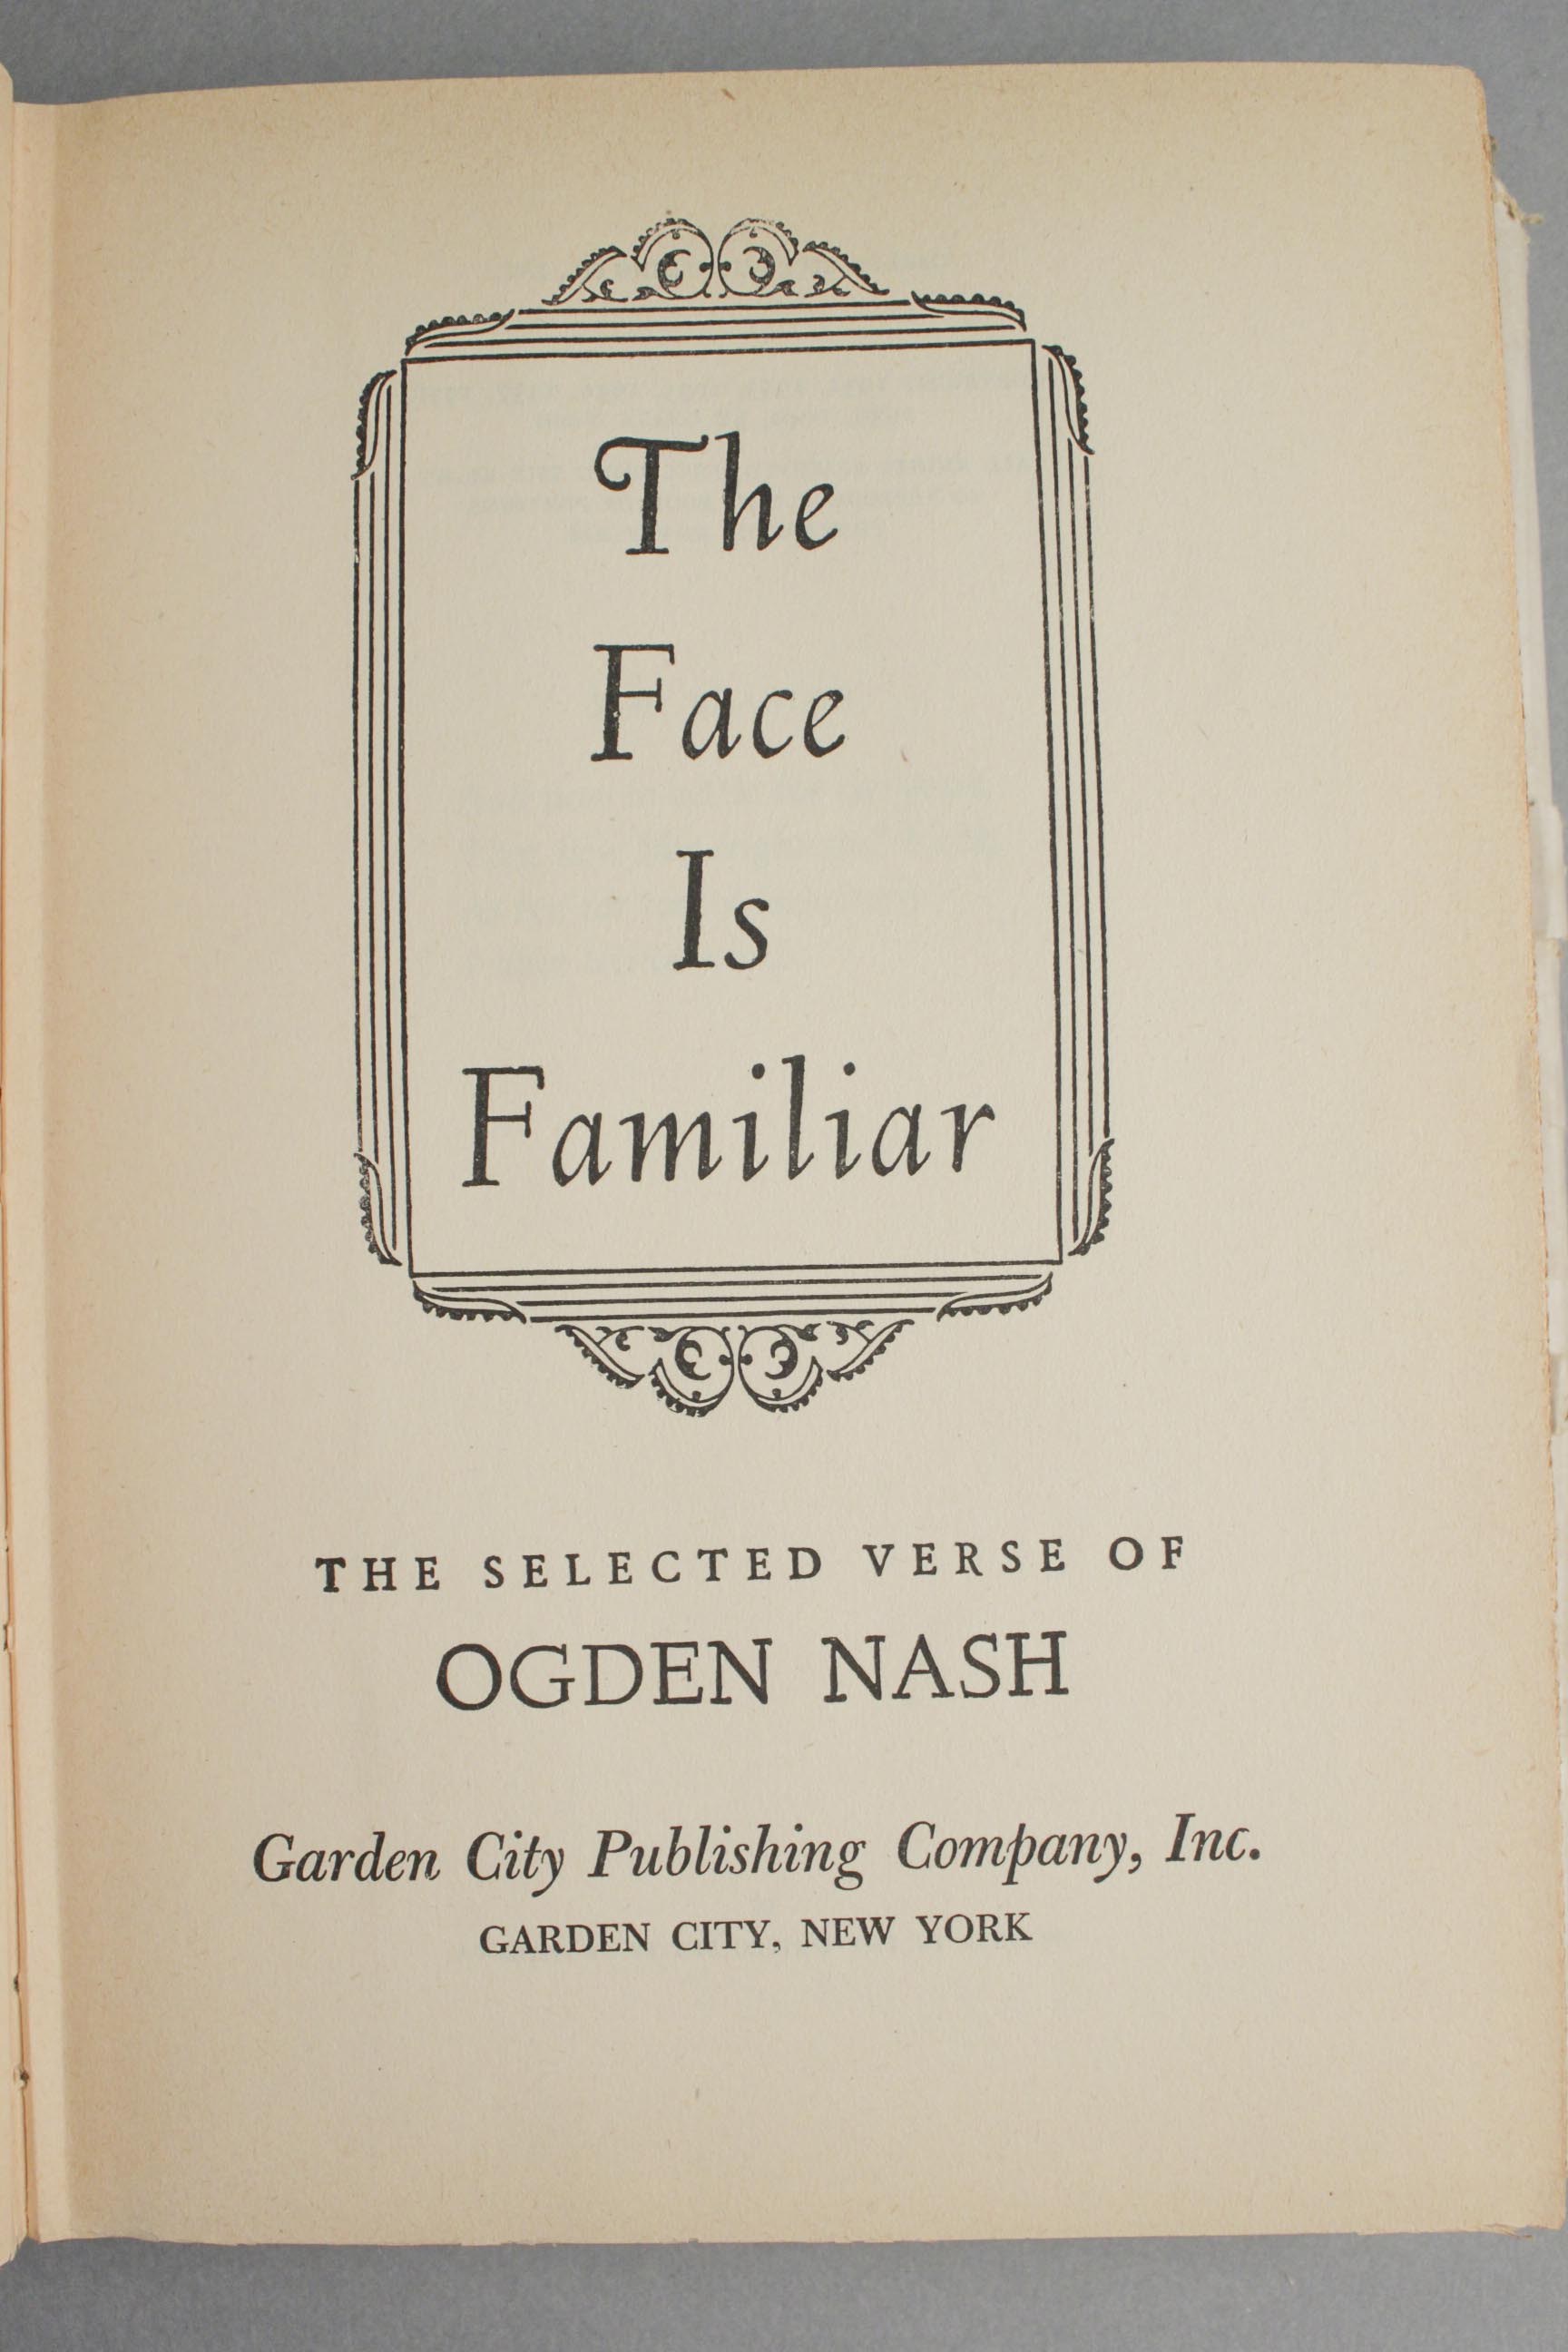 The
Face
Is
Familiar
THE SELECTED VERSE OF
OGDEN NASH
Garden City Publishing Company, Inc.
GARDEN CITY, NEW YORK